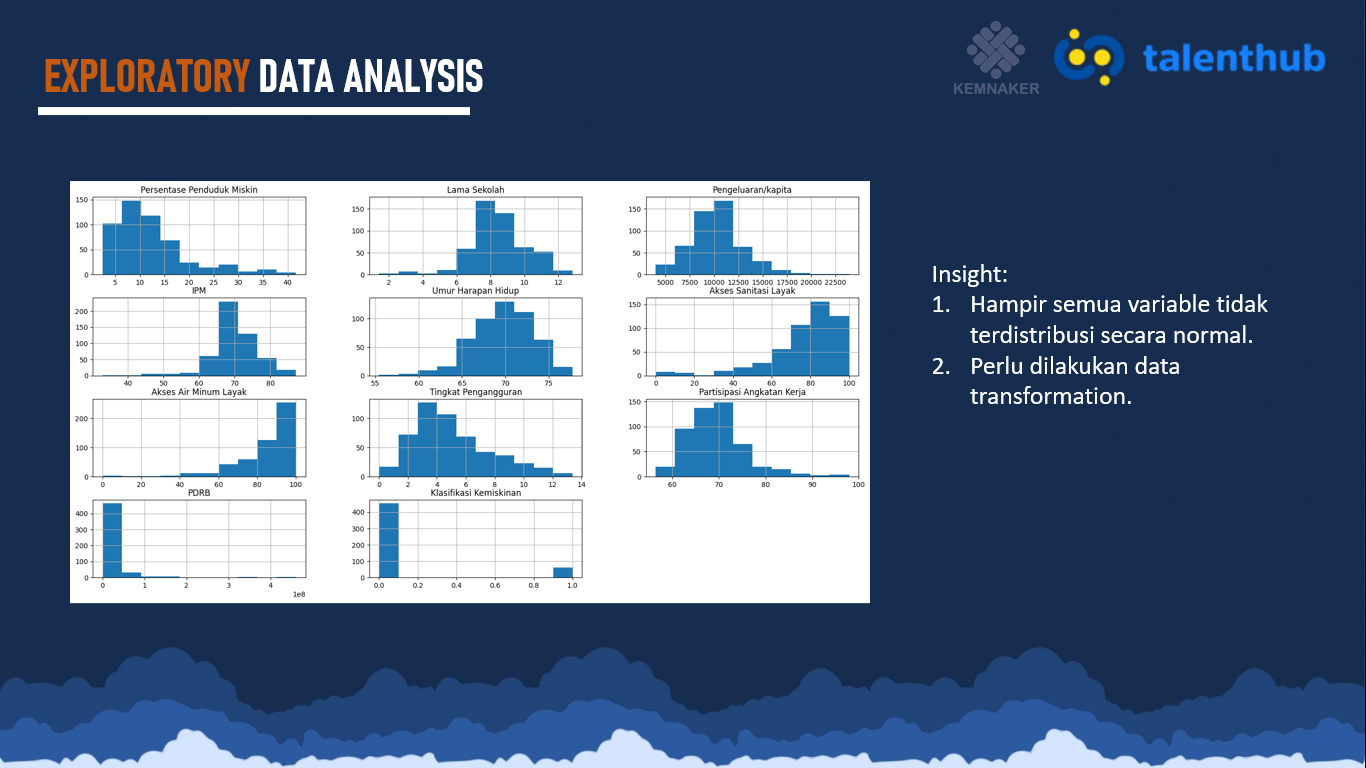 EXPLORATORY DATA ANALYSIS
KEMNAKER
talenthub
Persentase Penduduk Miskin
150
100
50
0
5 10 15 20 25 30 35 40
Lama Sekolah
150
100
50
0
2 4 6 8 10 12
Pengeluaran/kapita
150
100
50
0
5000 7500 10000 12500 15000 17500 20000 22500
IPM
200
150
100
50
0
40 50 60 70 80
Umur Harapan Hidup
100
50
0
55 60 65 70 75
Akses Sanitasi Layak
150
100
50
0
0 20 40 60 80 100
Akses Air Minum Layak
200
100
0
0 20 40 60 80 100
Tingkat Pengangguran
100
50
0
0 2 4 6 8 10 12 14
Partisipasi Angkatan Kerja
150
100
50
0
60 70 80 90 100
PDRB
400
300
200
100
0
0 1 2 3 4
1e8
Klasifikasi Kemiskinan
400
300
200
100
0
0.0 0.2 0.4 0.6 0.8 1.0
Insight:
1. Hampir semua variable tidak
terdistribusi secara normal.
2. Perlu dilakukan data
transformation.